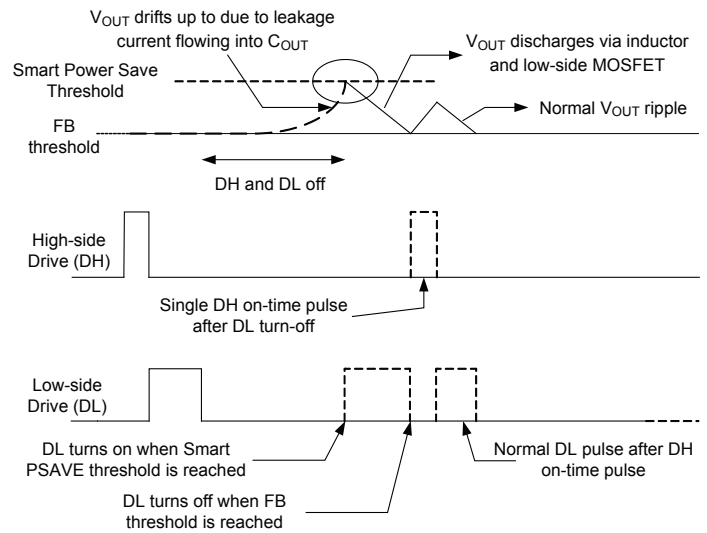 VOUT drifts up to due to leakage
current flowing into COUT
VOUT discharges via inductor
and low-side MOSFET
Smart Power Save
Threshold
Normal VOUT ripple
FB
threshold
DH and DL off
High-side
Drive (DH)
Single DH on-time pulse
after DL turn-off
Low-side
Drive (DL)
DL turns on when Smart
PSAVE threshold is reached
Normal DL pulse after DH
on-time pulse
DL turns off when FB
threshold is reached